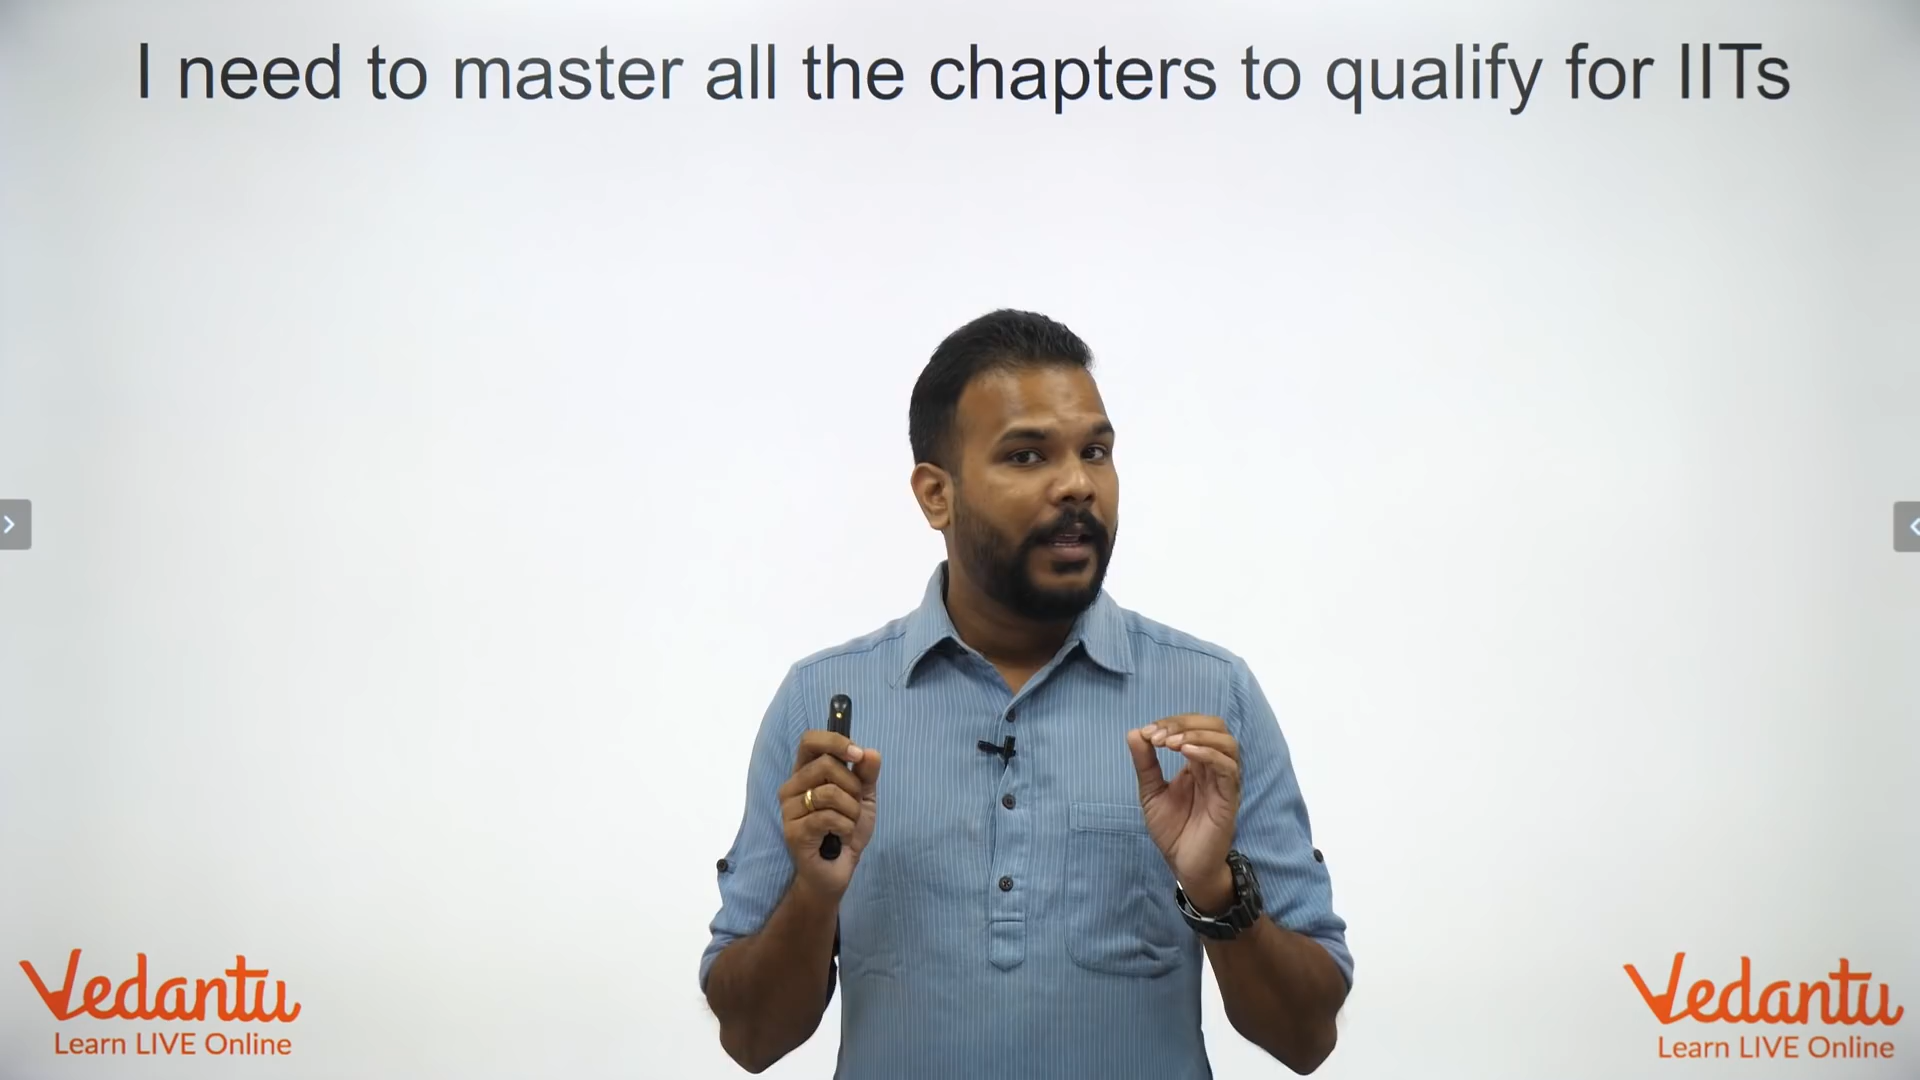 I need to master all the chapters to qualify for IITs
Vedantu
Learn LIVE Online
Vedantu
Learn LIVE Online